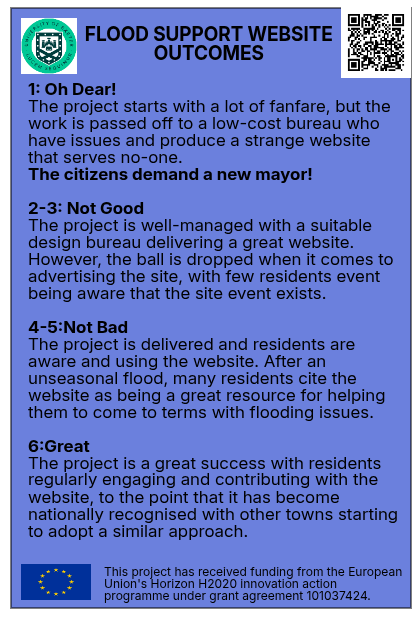 FLOOD SUPPORT WEBSITE
OUTCOMES
1: Oh Dear!
The project starts with a lot of fanfare, but the
work is passed off to a low-cost bureau who
have issues and produce a strange website
that serves no-one.
The citizens demand a new mayor!
2-3: Not Good
The project is well-managed with a suitable
design bureau delivering a great website.
However, the ball is dropped when it comes to
advertising the site, with few residents event
being aware that the site event exists.
4-5:Not Bad
The project is delivered and residents are
aware and using the website. After an
unseasonal flood, many residents cite the
website as being a great resource for helping
them to come to terms with flooding issues.
6:Great
The project is a great success with residents
regularly engaging and contributing with the
website, to the point that it has become
nationally recognised with other towns starting
to adopt a similar approach.
This project has received funding from the European
Union's Horizon H2020 innovation action
programme under grant agreement 101037424.